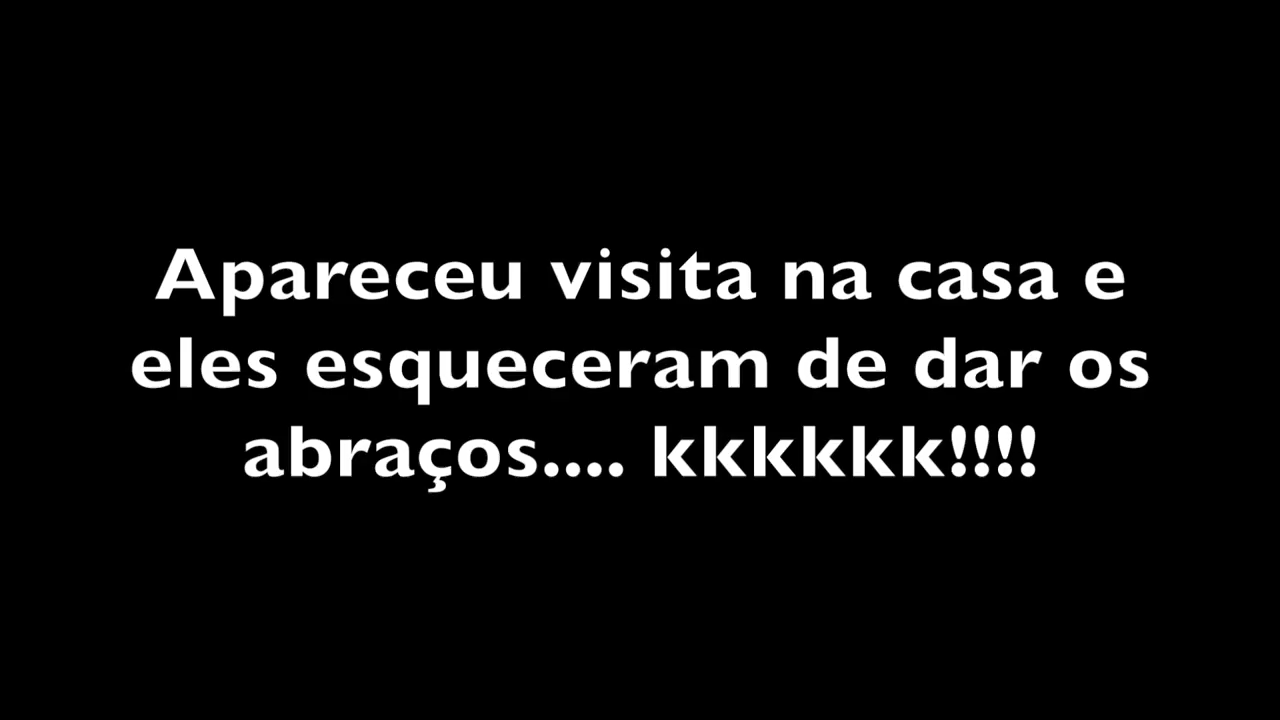 Apareceu visita na casa e
eles esqueceram de dar os
abraços.... kkkkkk!!!!